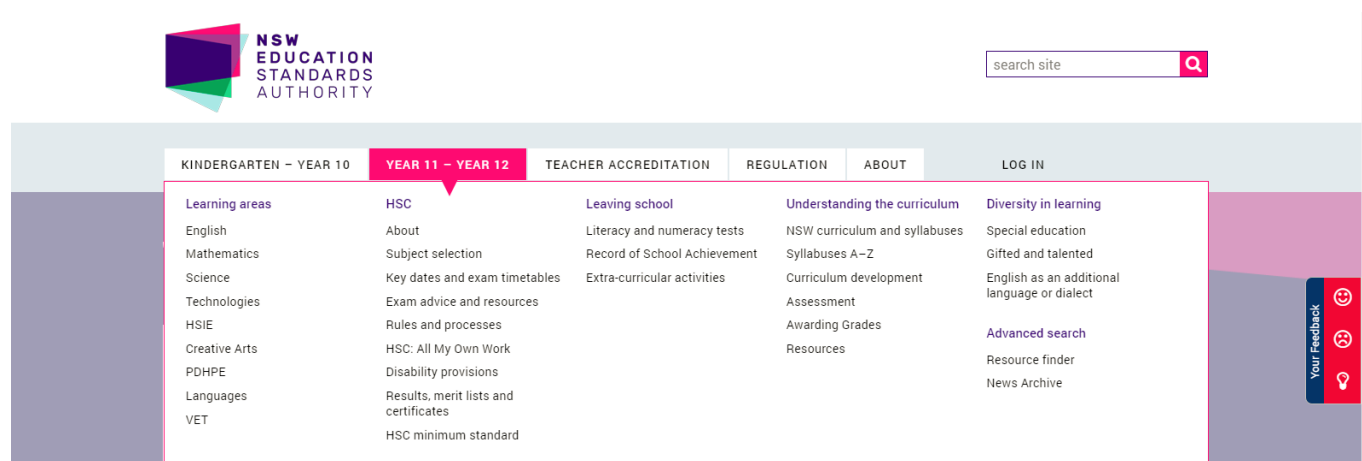 NSW
EDUCATION
STANDARDS
AUTHORITY
search site
KINDERGARTEN – YEAR 10
YEAR 11 – YEAR 12
TEACHER ACCREDITATION
REGULATION
ABOUT
LOG IN
Learning areas
English
Mathematics
Science
Technologies
HSIE
Creative Arts
PDHPE
Languages
VET
HSC
About
Subject selection
Key dates and exam timetables
Exam advice and resources
Rules and processes
HSC: All My Own Work
Disability provisions
Results, merit lists and
certificates
HSC minimum standard
Leaving school
Literacy and numeracy tests
Record of School Achievement
Extra-curricular activities
Understanding the curriculum
NSW curriculum and syllabuses
Syllabuses A–Z
Curriculum development
Assessment
Awarding Grades
Resources
Diversity in learning
Special education
Gifted and talented
English as an additional
language or dialect
Advanced search
Resource finder
News Archive
Your Feedback